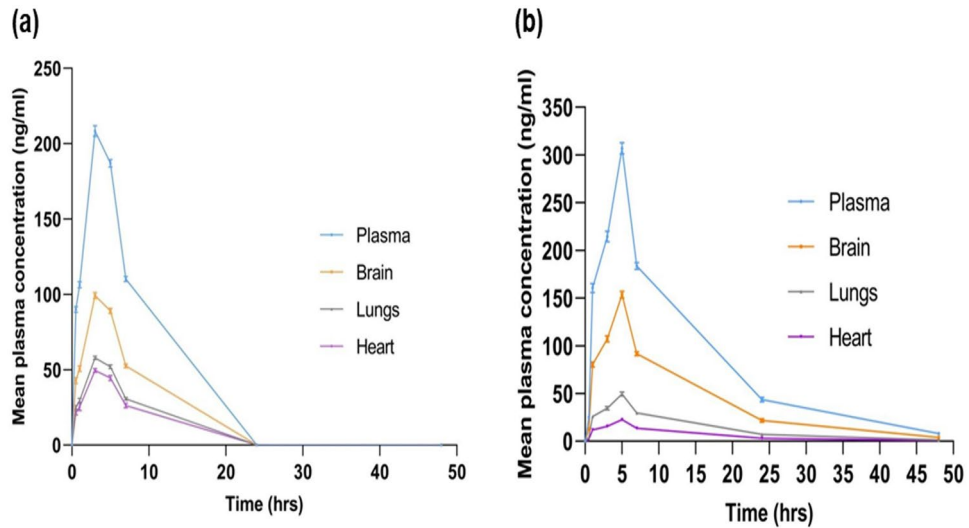 (a)
Mean plasma concentration (ng/ml)
250
200
150
100
50
0
0 10 20 30 40 50
Time (hrs)
Plasma
Brain
Lungs
Heart
(b)
Mean plasma concentration (ng/ml)
350
300
250
200
150
100
50
0
0 5 10 15 20 25 30 35 40 45 50
Time (hrs)
Plasma
Brain
Lungs
Heart